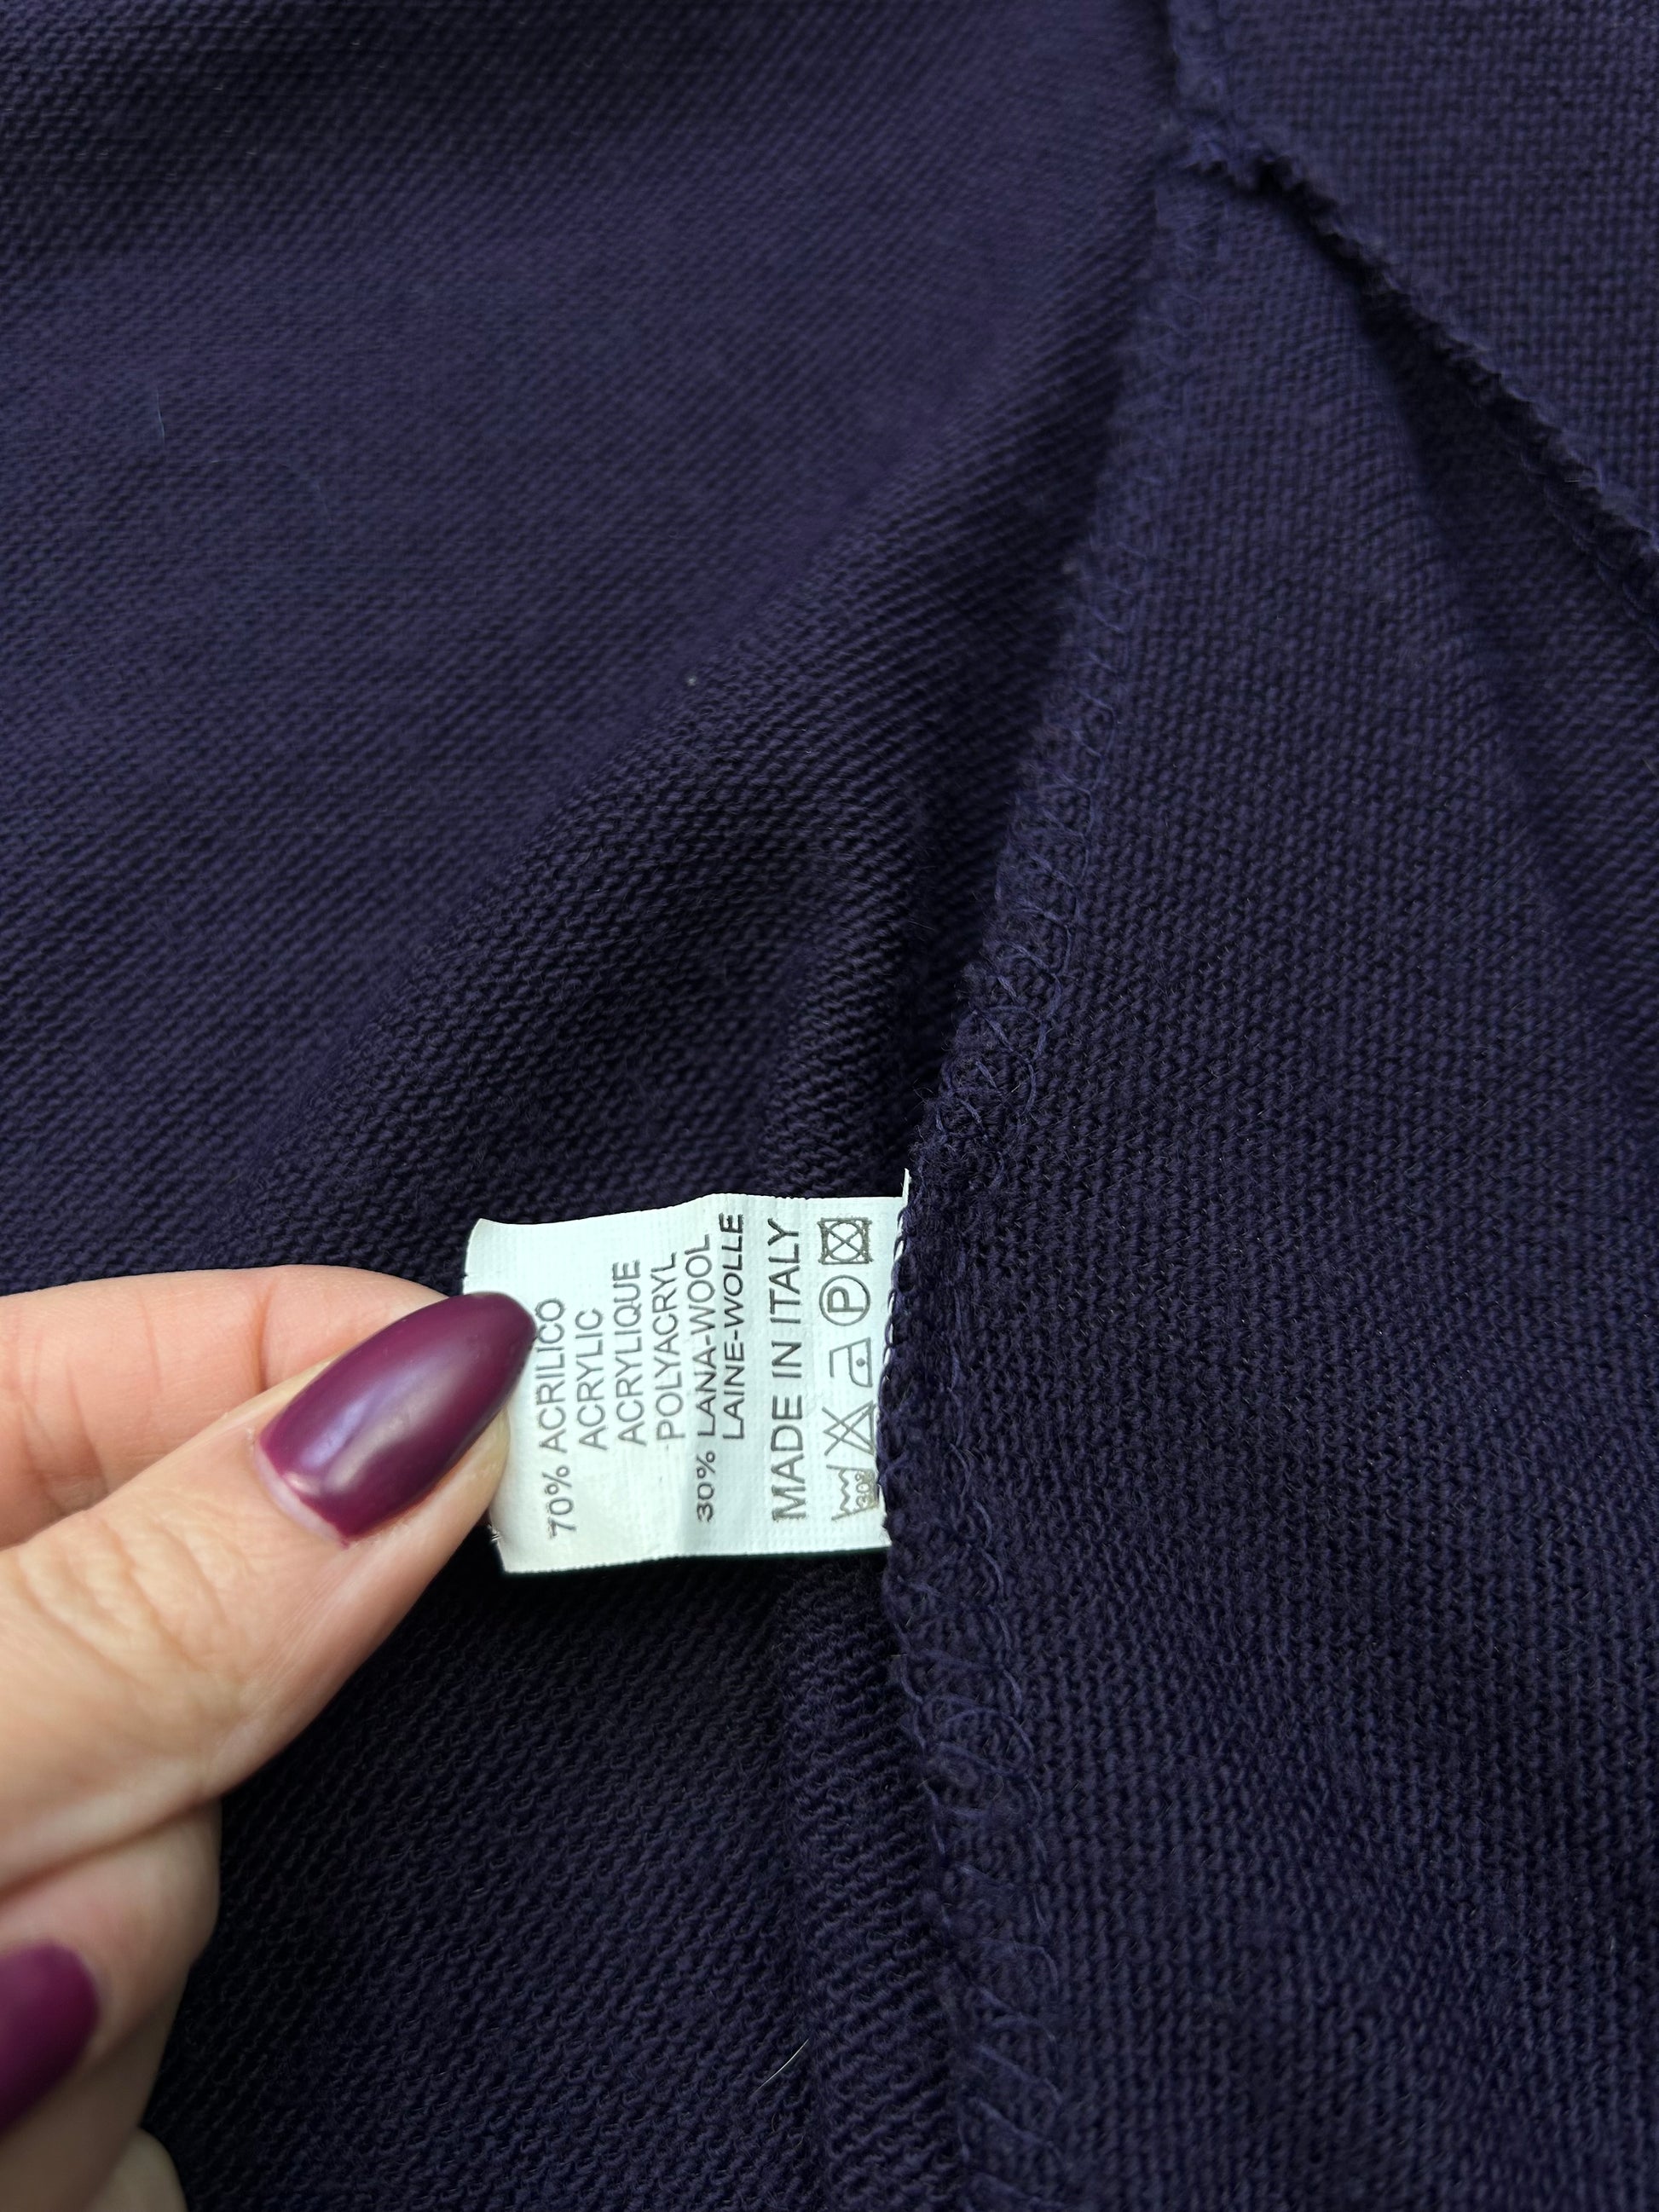 70% ACRILICO
ACRYLIC
ACRYLIQUE
POLYACRYL
30% LANA-WOOL
LAINE-WOLLE
MADE IN ITALY
30° P